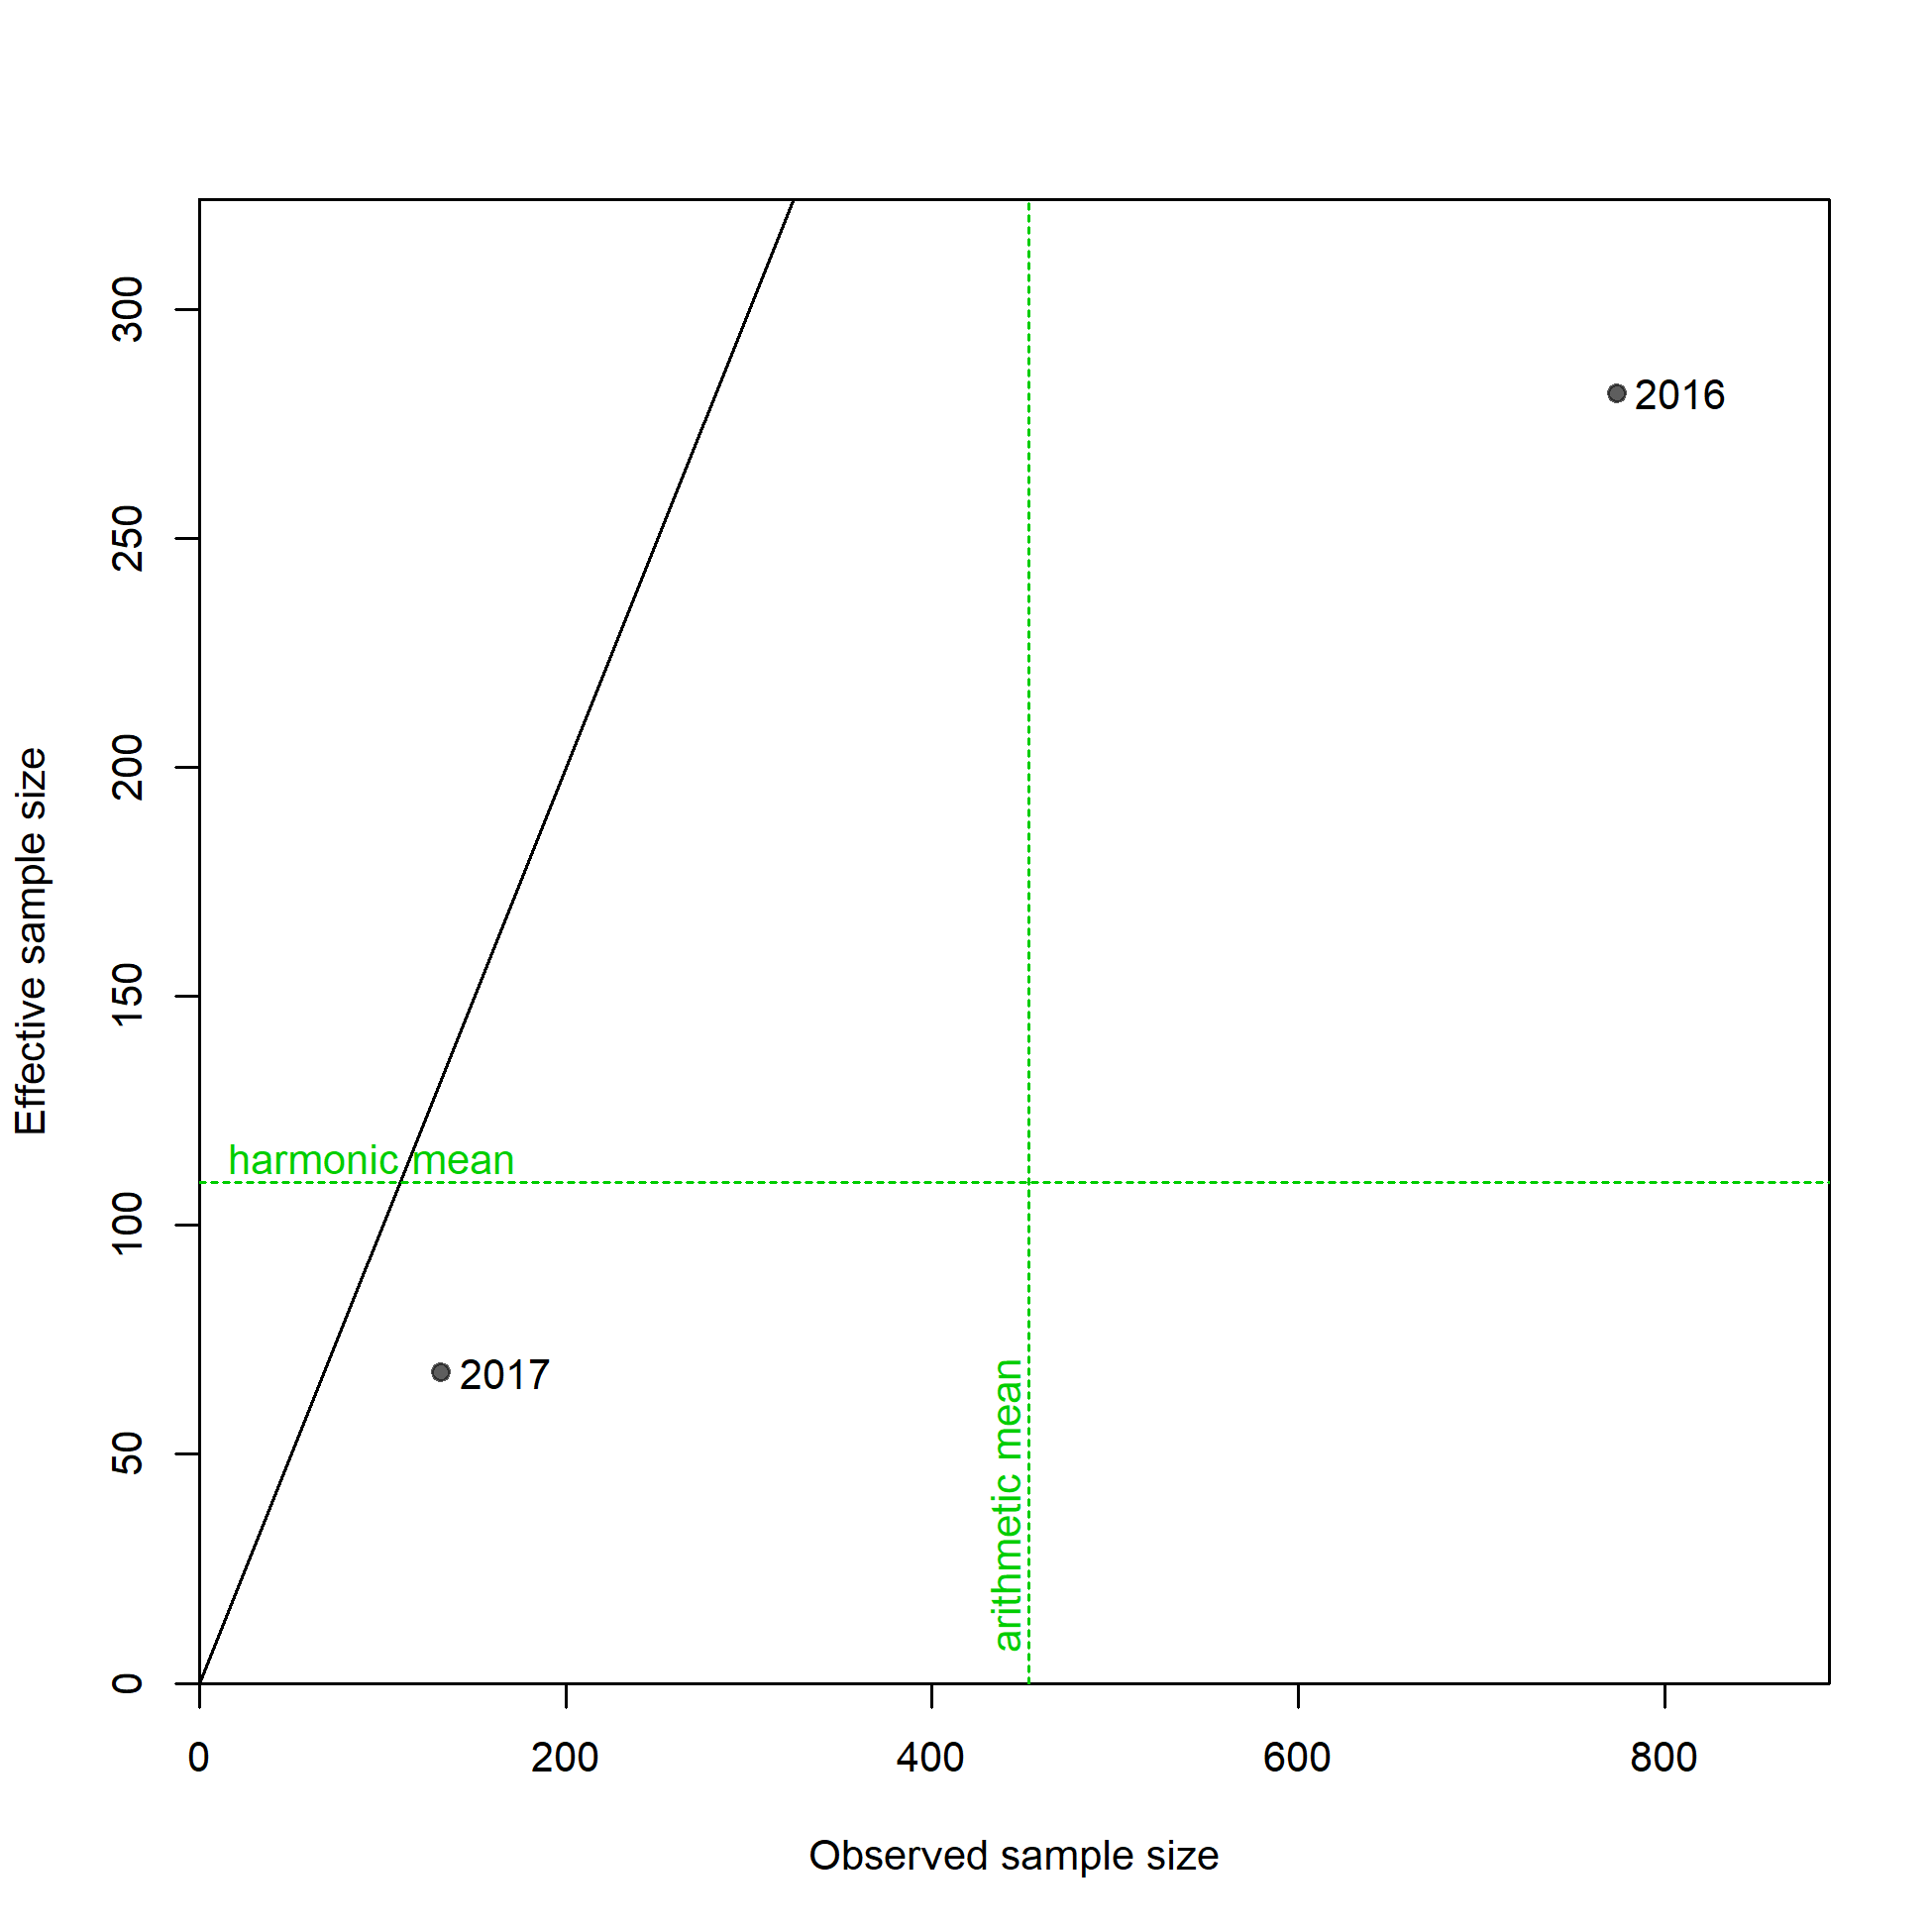 300
250
200
150
100
50
0
Effective sample size
2016
harmonic mean
2017
arithmetic mean
0 200 400 600 800
Observed sample size